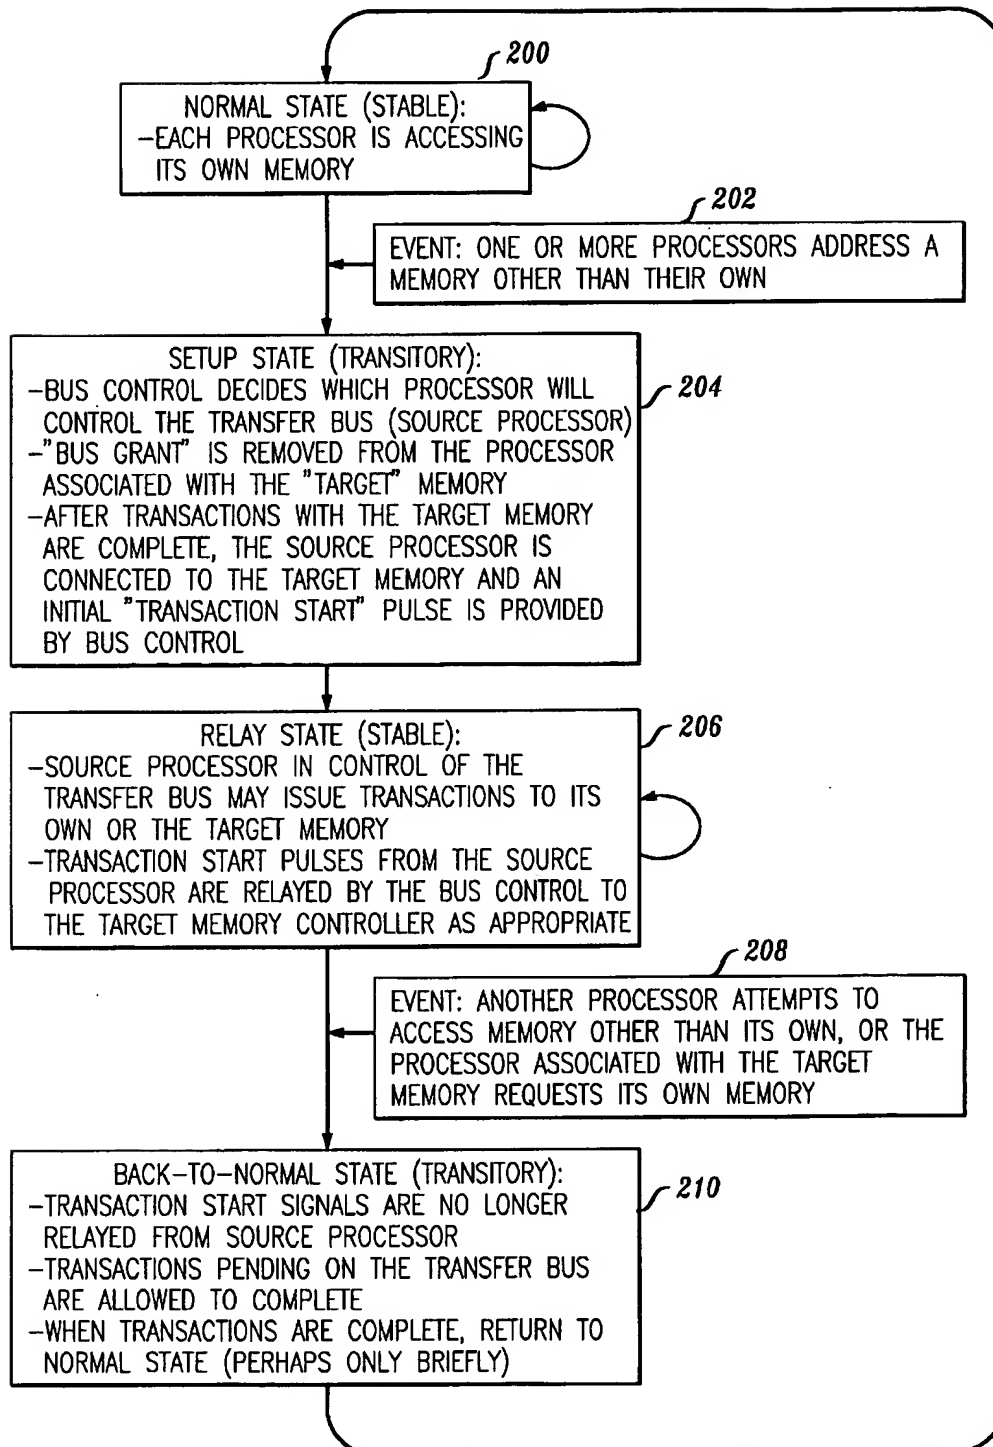 200
NORMAL STATE (STABLE):
-EACH PROCESSOR IS ACCESSING
ITS OWN MEMORY
202
EVENT: ONE OR MORE PROCESSORS ADDRESS A
MEMORY OTHER THAN THEIR OWN
SETUP STATE (TRANSITORY):
-BUS CONTROL DECIDES WHICH PROCESSOR WILL
CONTROL THE TRANSFER BUS (SOURCE PROCESSOR)
-"BUS GRANT" IS REMOVED FROM THE PROCESSOR
ASSOCIATED WITH THE "TARGET" MEMORY
-AFTER TRANSACTIONS WITH THE TARGET MEMORY
ARE COMPLETE, THE SOURCE PROCESSOR IS
CONNECTED TO THE TARGET MEMORY AND AN
INITIAL "TRANSACTION START" PULSE IS PROVIDED
BY BUS CONTROL
204
RELAY STATE (STABLE):
-SOURCE PROCESSOR IN CONTROL OF THE
TRANSFER BUS MAY ISSUE TRANSACTIONS TO ITS
OWN OR THE TARGET MEMORY
-TRANSACTION START PULSES FROM THE SOURCE
PROCESSOR ARE RELAYED BY THE BUS CONTROL TO
THE TARGET MEMORY CONTROLLER AS APPROPRIATE
206
208
EVENT: ANOTHER PROCESSOR ATTEMPTS TO
ACCESS MEMORY OTHER THAN ITS OWN, OR THE
PROCESSOR ASSOCIATED WITH THE TARGET
MEMORY REQUESTS ITS OWN MEMORY
BACK-TO-NORMAL STATE (TRANSITORY):
-TRANSACTION START SIGNALS ARE NO LONGER
RELAYED FROM SOURCE PROCESSOR
-TRANSACTIONS PENDING ON THE TRANSFER BUS
ARE ALLOWED TO COMPLETE
-WHEN TRANSACTIONS ARE COMPLETE, RETURN TO
NORMAL STATE (PERHAPS ONLY BRIEFLY)
210